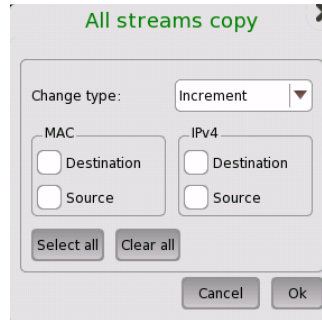 All streams copy
Change type: Increment
MAC IPv4
Destination Destination
Source Source
Select all Clear all
Cancel Ok